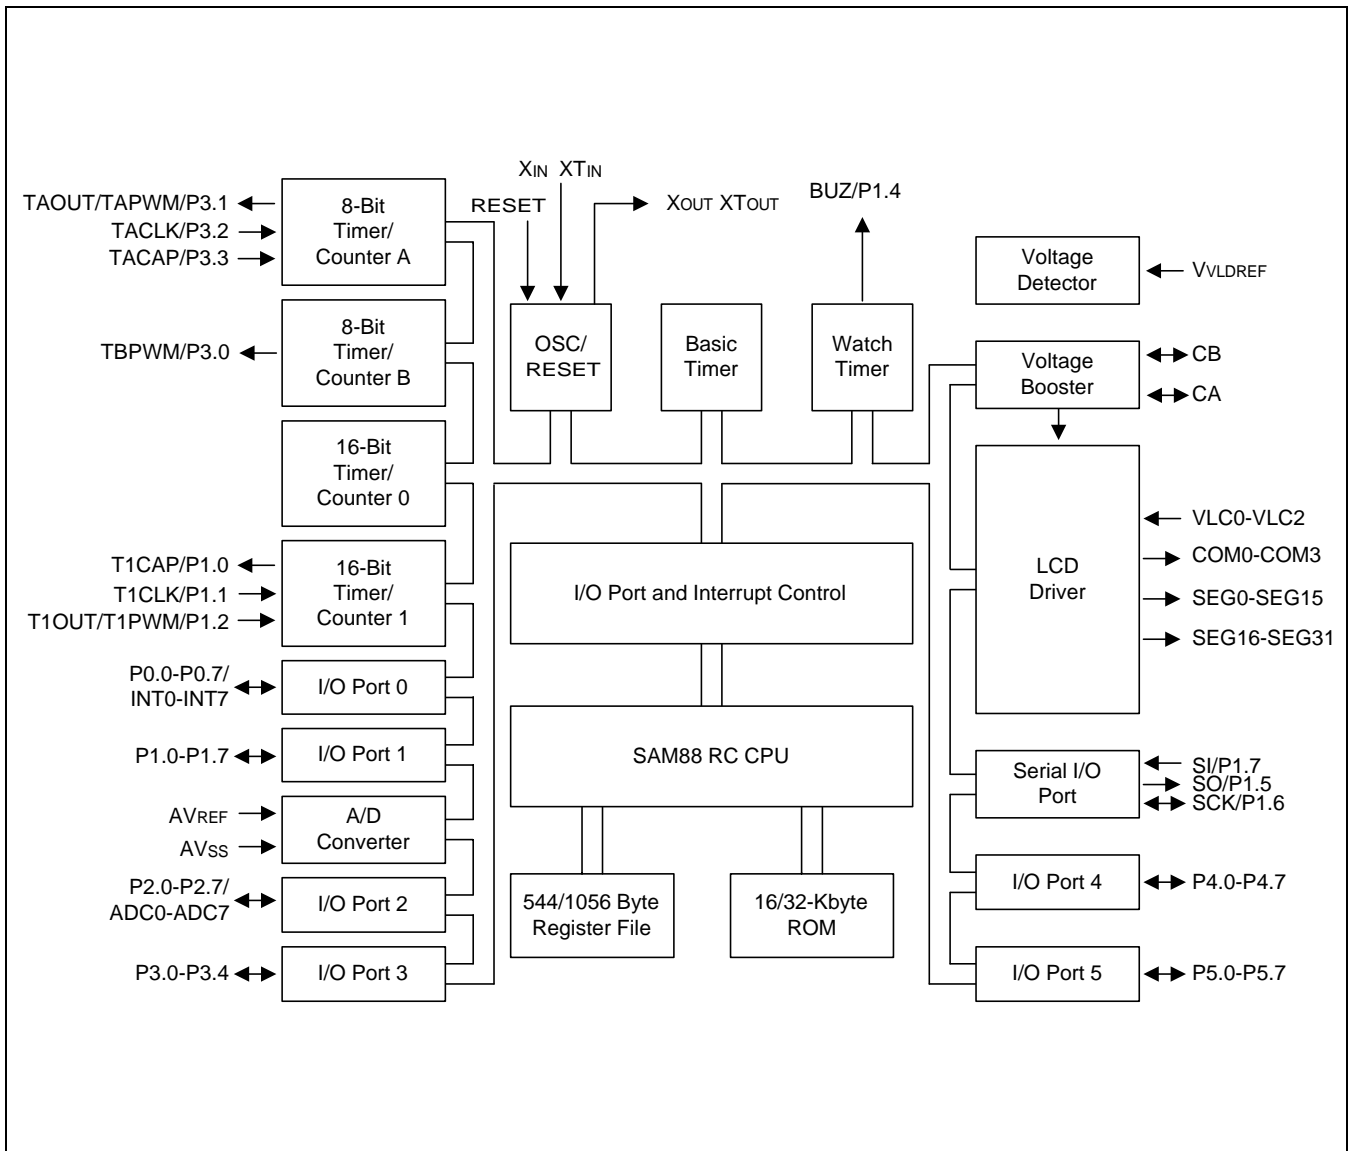 TAOUT/TAPWM/P3.1
TACLK/P3.2
TACAP/P3.3
8-Bit
Timer/
Counter A
TBPWM/P3.0
8-Bit
Timer/
Counter B
16-Bit
Timer/
Counter 0
T1CAP/P1.0
T1CLK/P1.1
T1OUT/T1PWM/P1.2
16-Bit
Timer/
Counter 1
P0.0-P0.7/
INT0-INT7
I/O Port 0
P1.0-P1.7
I/O Port 1
AVREF
AVSS
A/D
Converter
P2.0-P2.7/
ADC0-ADC7
I/O Port 2
P3.0-P3.4
I/O Port 3
XIN XTIN
RESET
XOUT XTOUT
OSC/
RESET
Basic
Timer
BUZ/P1.4
Watch
Timer
I/O Port and Interrupt Control
SAM88 RC CPU
544/1056 Byte
Register File
16/32-Kbyte
ROM
Voltage
Detector
VVLDREF
Voltage
Booster
CB
CA
LCD
Driver
VLC0-VLC2
COM0-COM3
SEG0-SEG15
SEG16-SEG31
Serial I/O
Port
SI/P1.7
SO/P1.5
SCK/P1.6
I/O Port 4
P4.0-P4.7
I/O Port 5
P5.0-P5.7